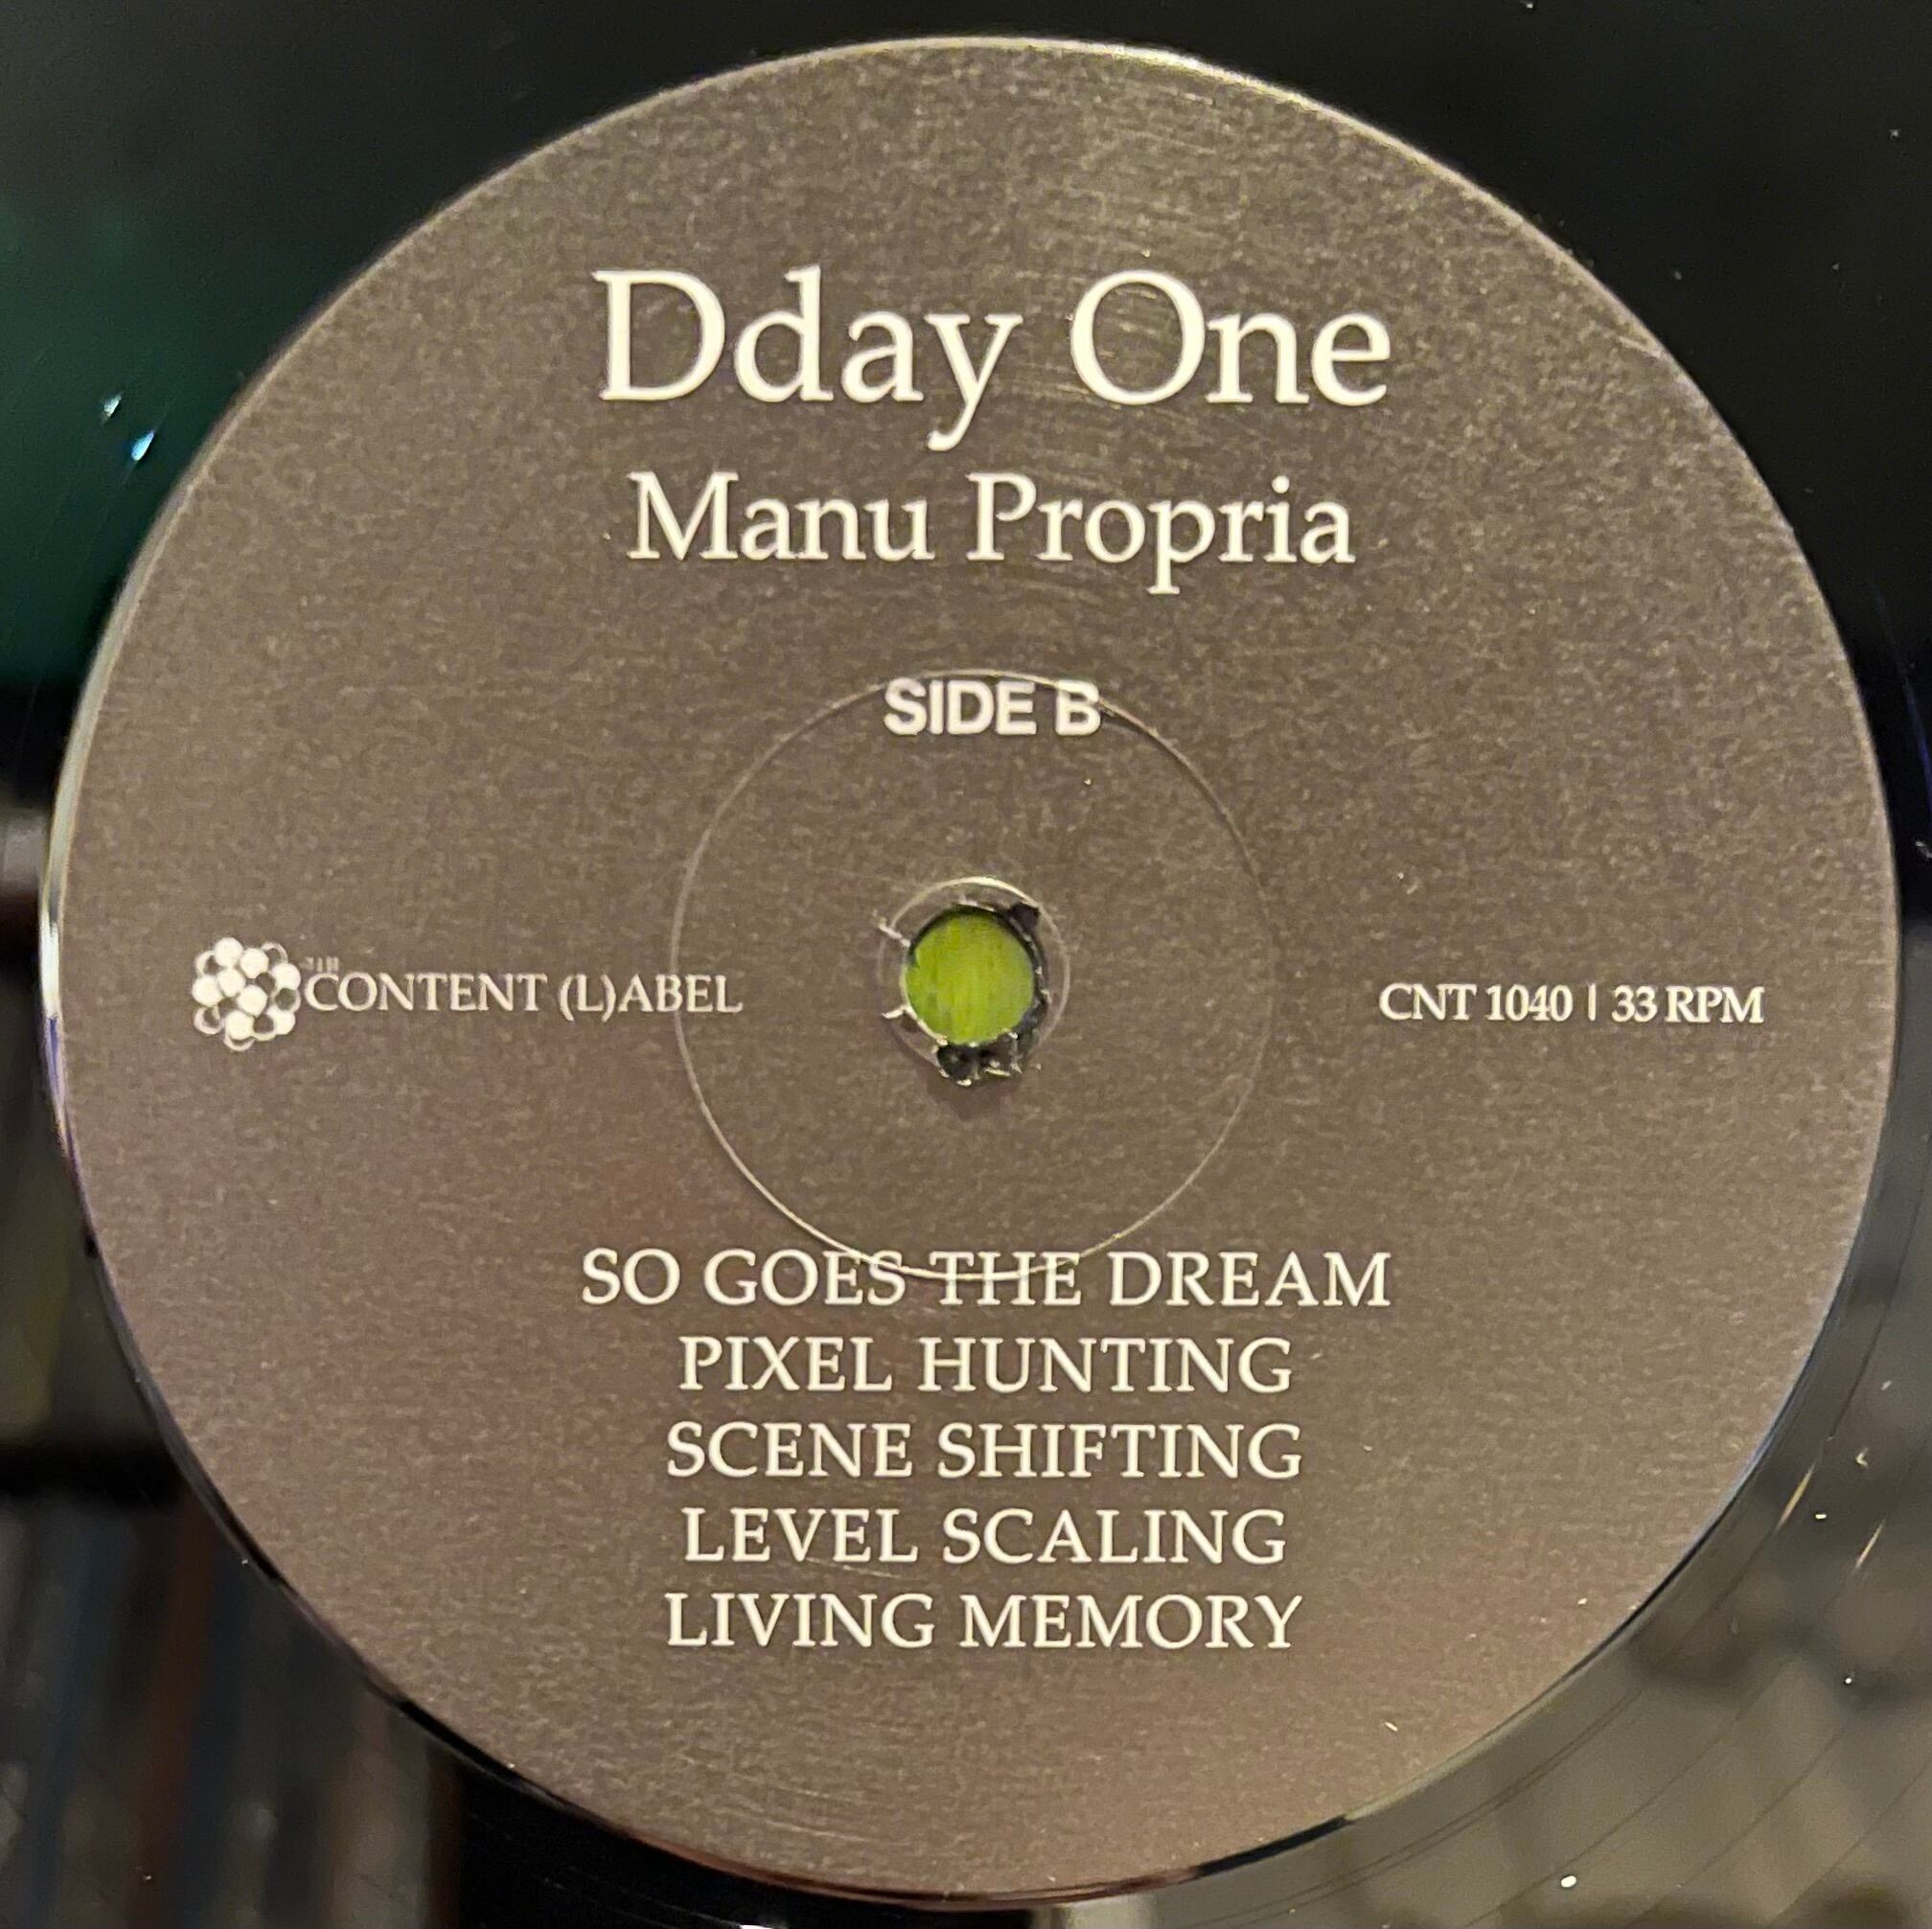 Dday One
Manu Propria
SIDE B
THE
CONTENT (L)ABEL
CNT 1040 | 33 RPM
SO GOES THE DREAM
PIXEL HUNTING
SCENE SHIFTING
LEVEL SCALING
LIVING MEMORY